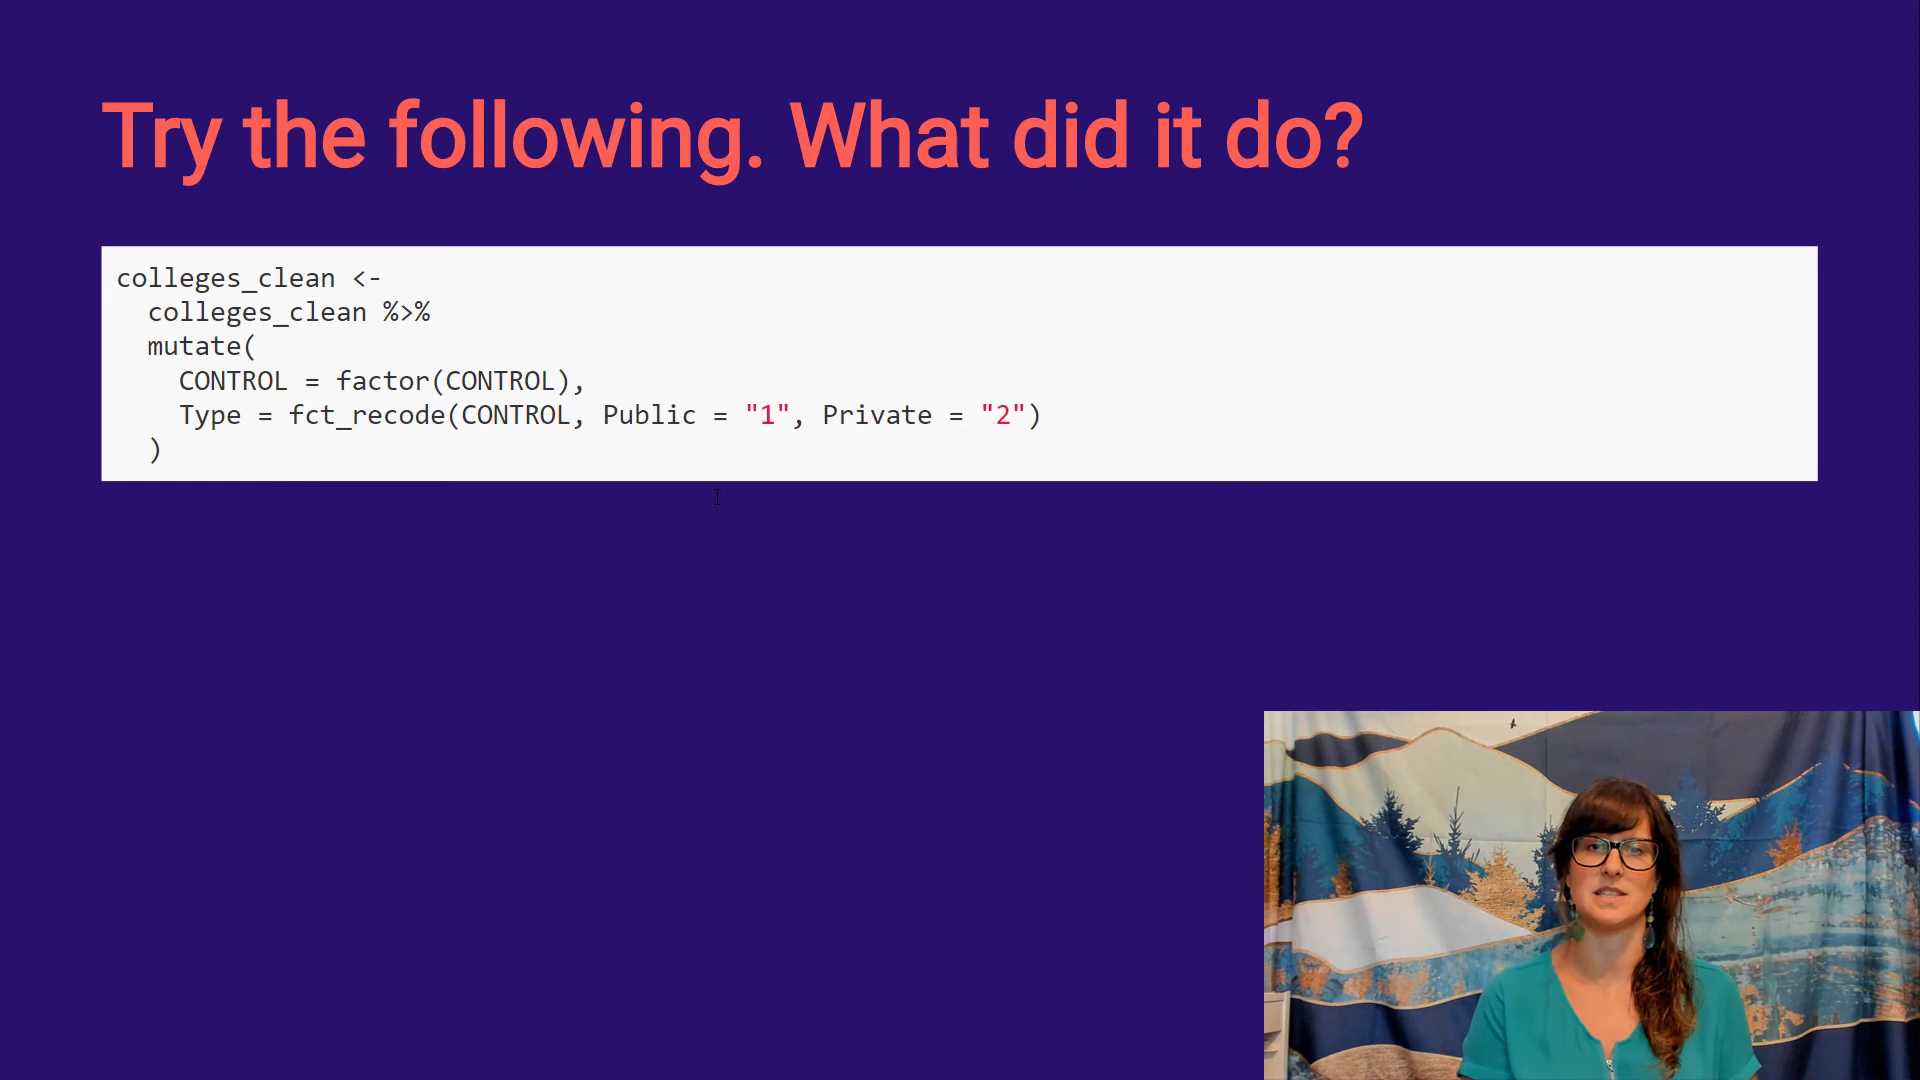 Try the following. What did it do?
colleges_clean <-
  colleges_clean %>%
  mutate(
    CONTROL = factor(CONTROL),
    Type = fct_recode(CONTROL, Public = "1", Private = "2")
  )